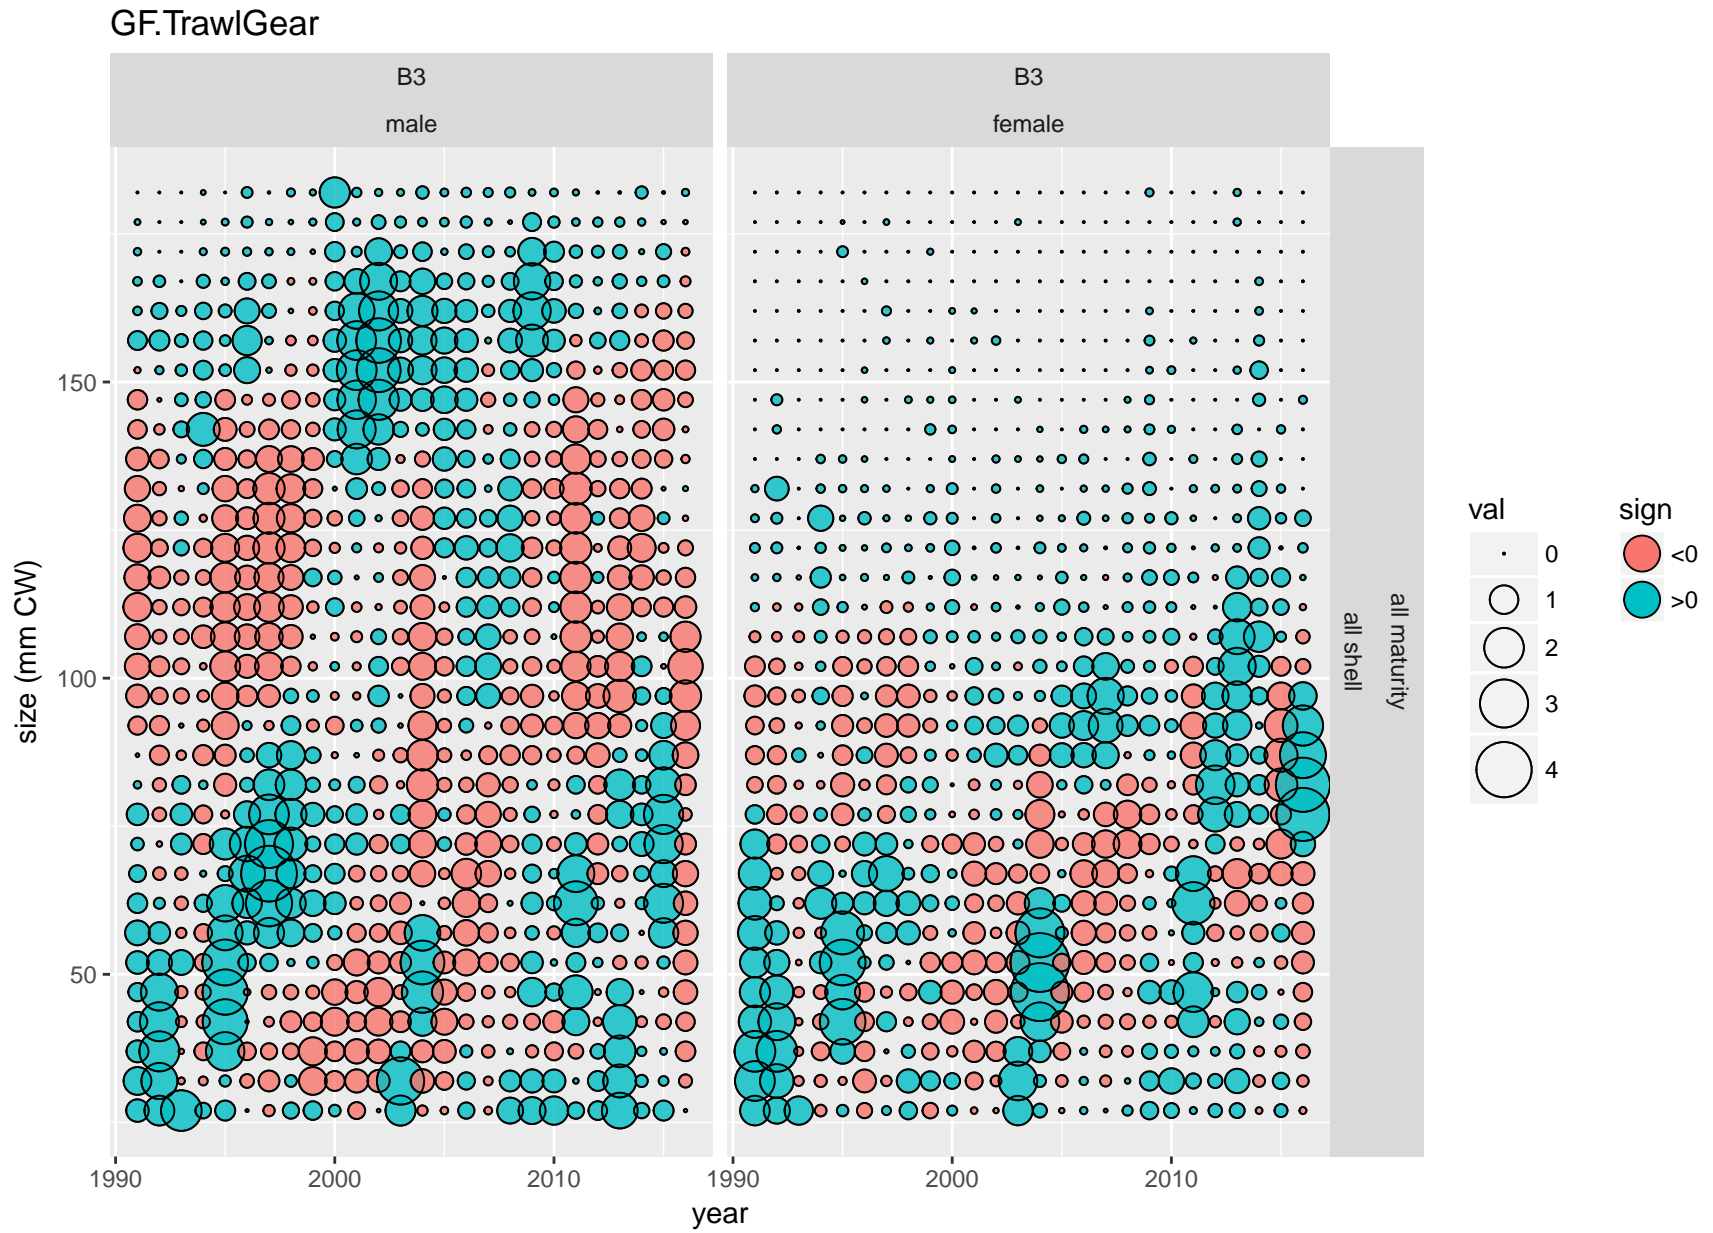 GF.TrawlGear
B3
male
B3
female
size (mm CW)
150
100
50
all maturity
all shell
1990
2000
2010
1990
2000
2010
year
val
0
1
2
3
4
sign
<0
>0